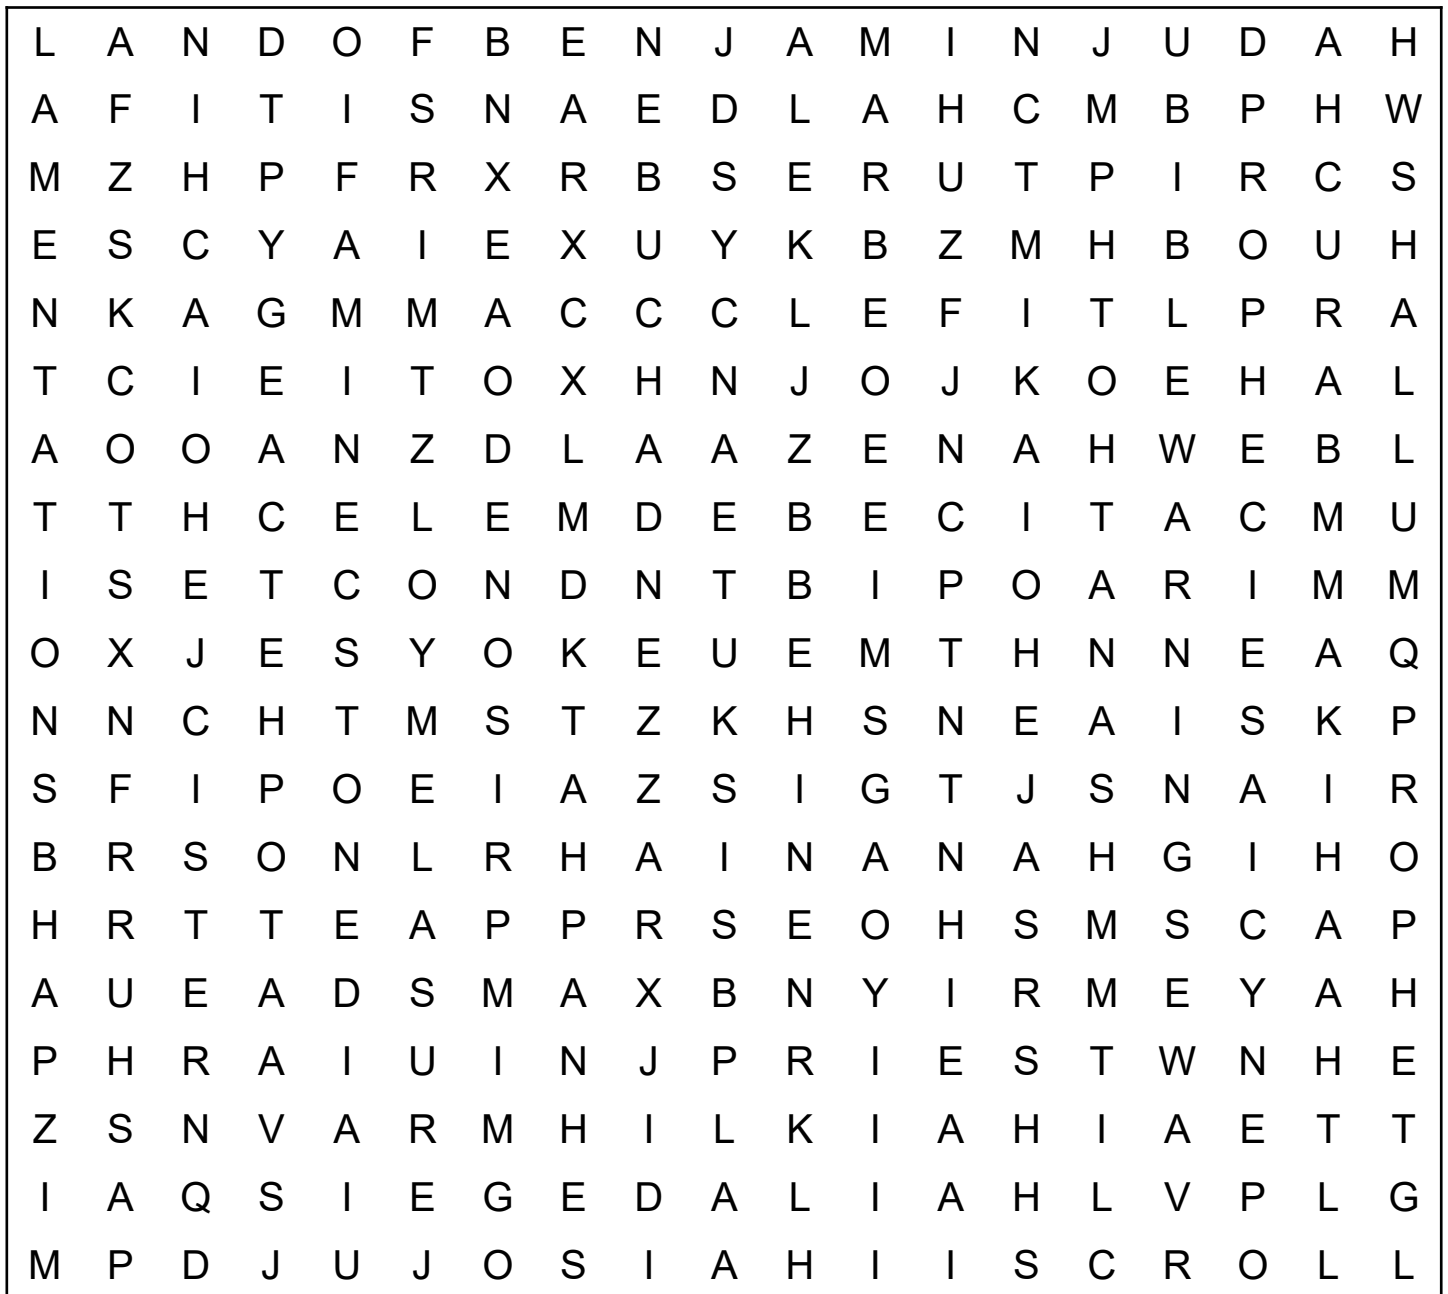 L A N D O F B E N J A M I N J U D A H
A F I T I S N A E D L A H C M B P H W
M Z H P F R X R B S E R U T P I R C S
E S C Y A I E X U Y K B Z M H B O U H
N K A G M M A C C C L E F I T L P R A
T C I E I T O X H N J O J K O E H A L
A O O A N Z D L A A Z E N A H W E B L
T T H C E L E M D E B E C I T A C M U
I S E T C O N D N T B I P O A R I M M
O X J E S Y O K E U E M T H N N E A Q
N N C H T M S T Z K H S N E A I S K P
S F I P O E I A Z S I G T J S N A I R
B R S O N L R H A I N A N A H G I H O
H R T T E A P P R S E O H S M S C A P
A U E A D S M A X B N Y I R M E Y A H
P H R A I U I N J P R I E S T W N H E
Z S N V A R M H I L K I A H I A E T T
I A Q S I E G E D A L I A H L V P L G
M P D J U J O S I A H I I S C R O L L